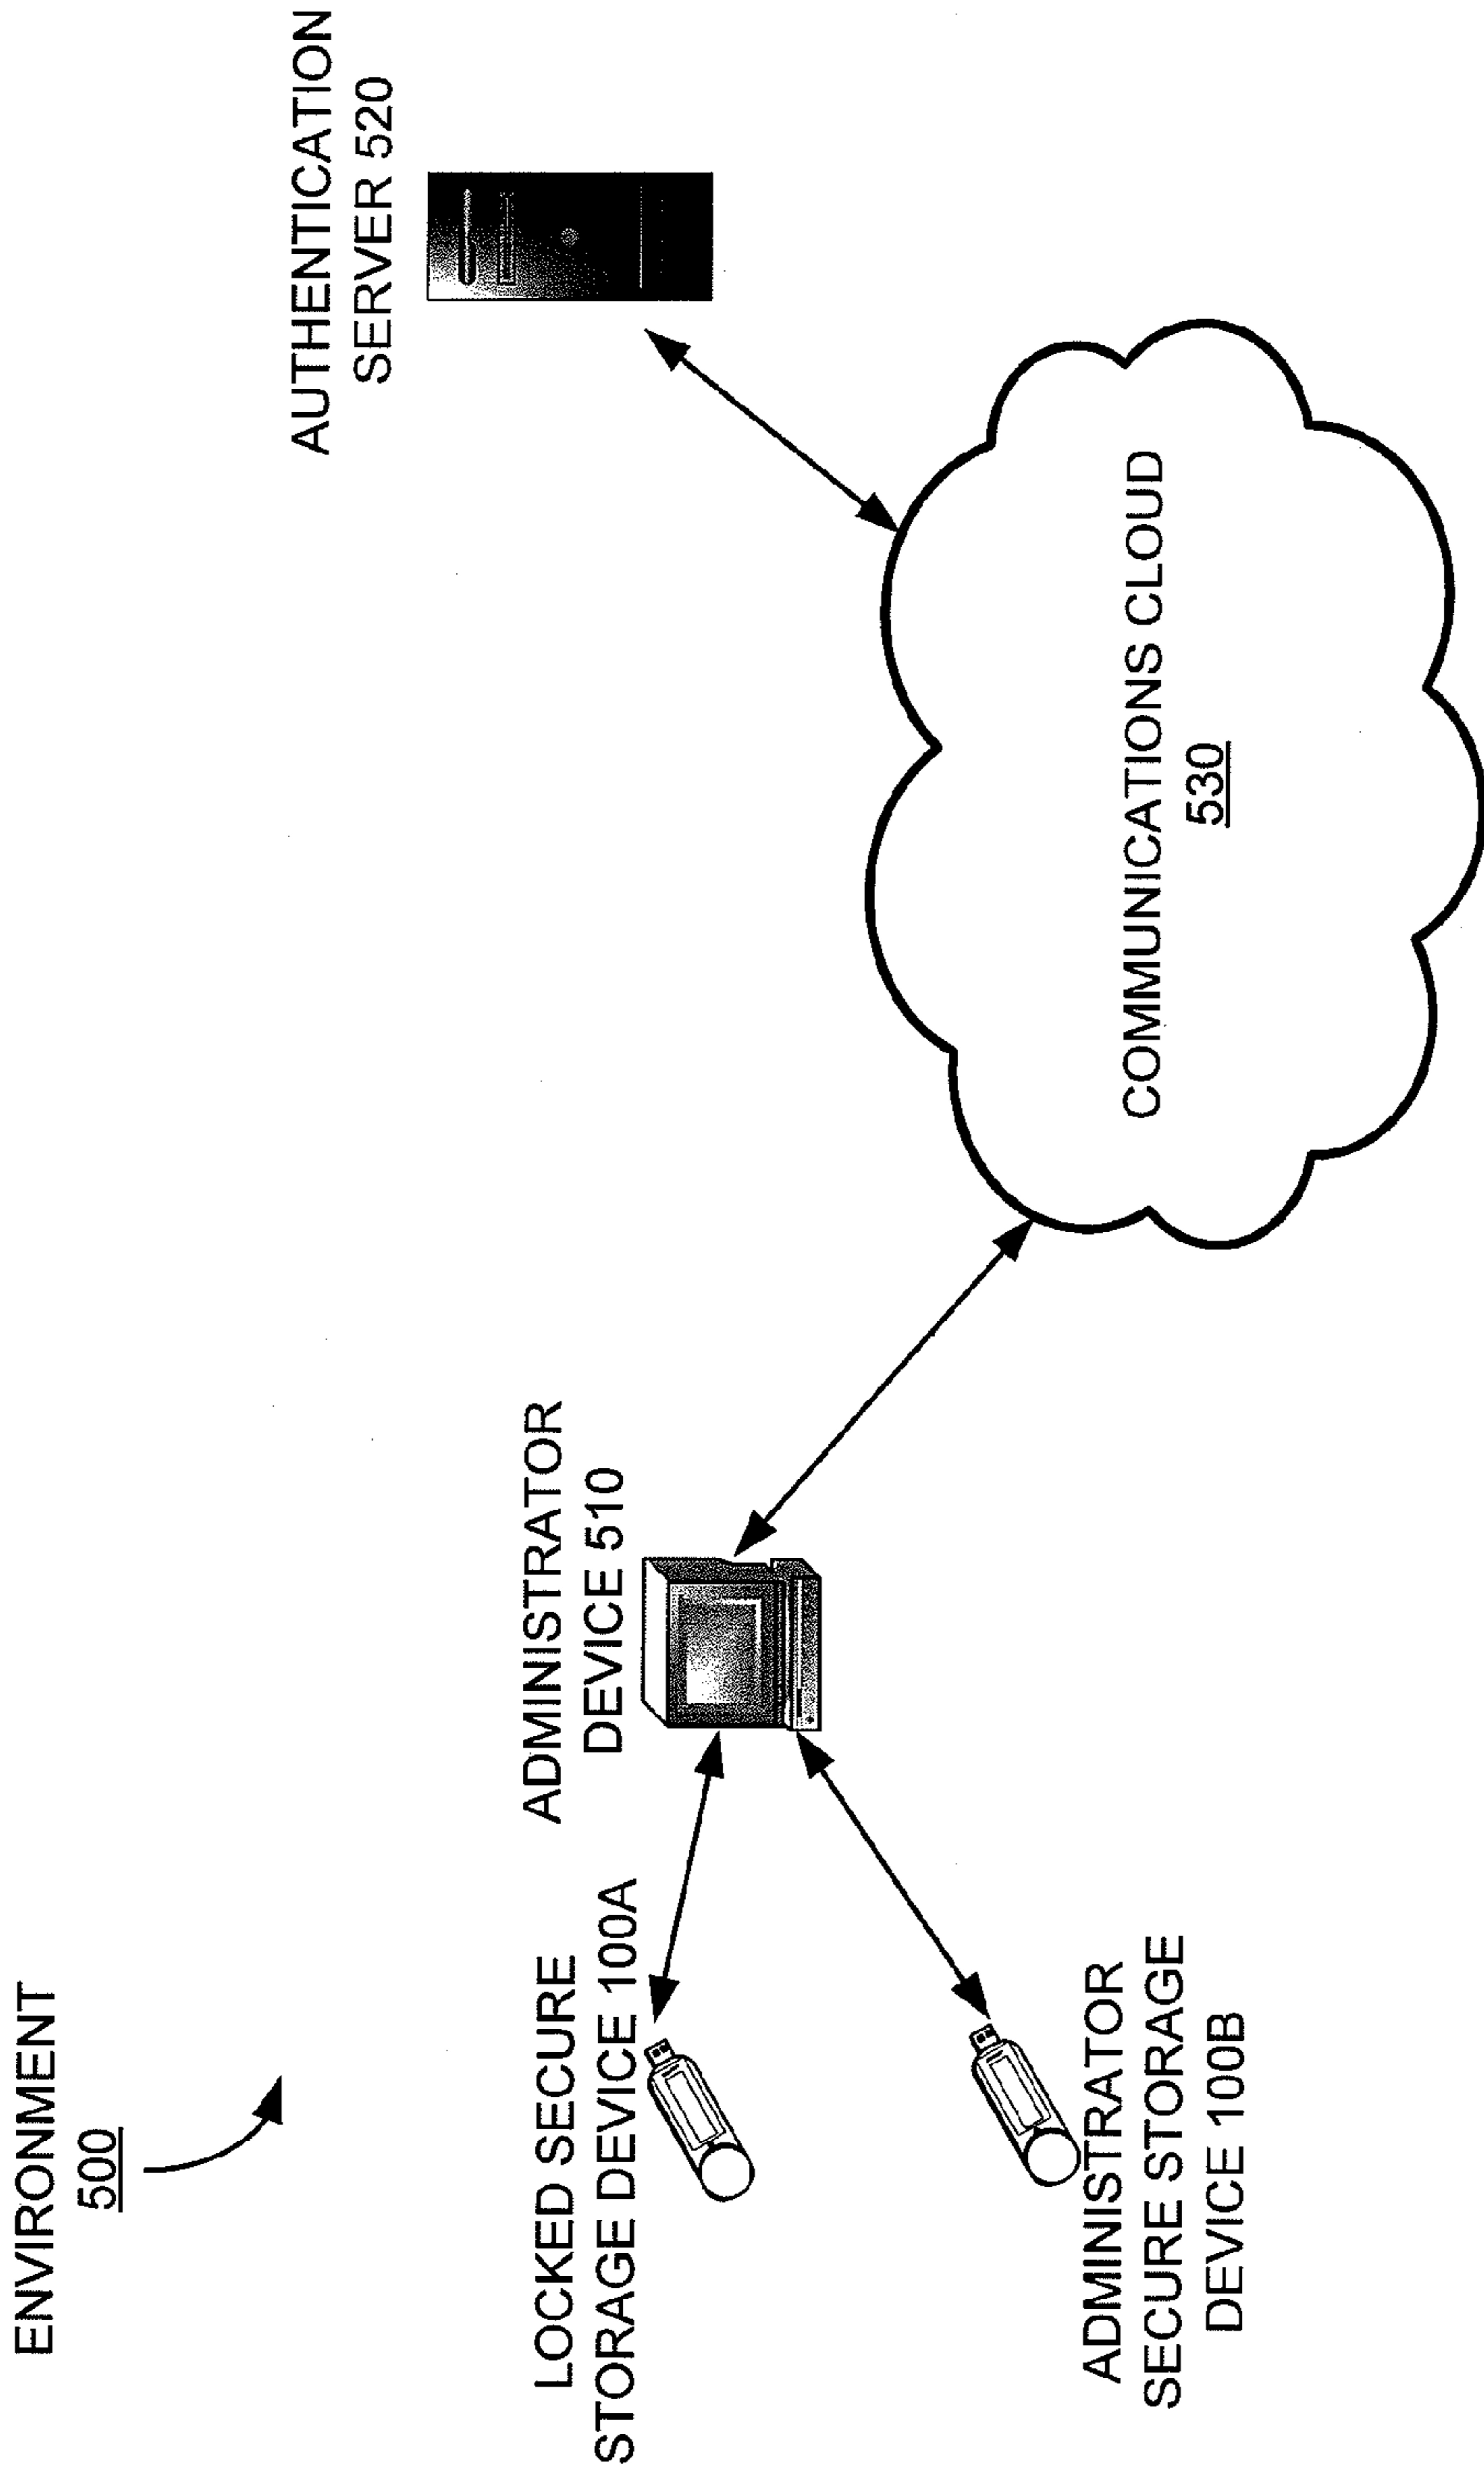 ENVIRONMENT
500
LOCKED SECURE
STORAGE DEVICE 100A
ADMINISTRATOR
SECURE STORAGE
DEVICE 100B
ADMINISTRATOR
DEVICE 510
COMMUNICATIONS CLOUD
530
AUTHENTICATION
SERVER 520